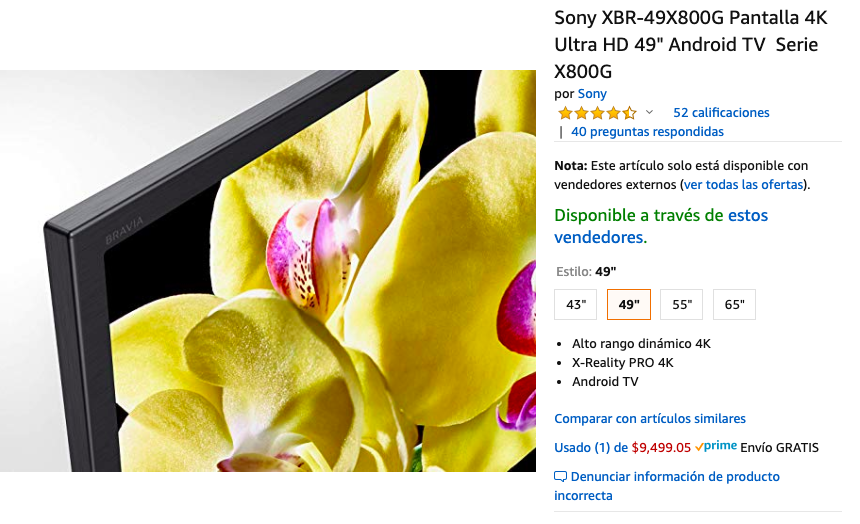 Sony XBR-49X800G Pantalla 4K
Ultra HD 49" Android TV Serie
X800G
por Sony
52 calificaciones
| 40 preguntas respondidas
Nota: Este artículo solo está disponible con
vendedores externos (ver todas las ofertas).
Disponible a través de estos
vendedores.
Estilo: 49"
43" 49" 55" 65"
• Alto rango dinámico 4K
• X-Reality PRO 4K
• Android TV
Comparar con artículos similares
Usado (1) de $9,499.05 prime Envío GRATIS
Denunciar información de producto
incorrecta
BRAVIA